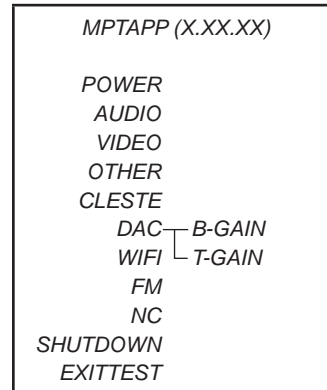 MPTAPP (X.XX.XX)
POWER
AUDIO
VIDEO
OTHER
CLESTE
DAC B-GAIN
WIFI T-GAIN
FM
NC
SHUTDOWN
EXITTEST